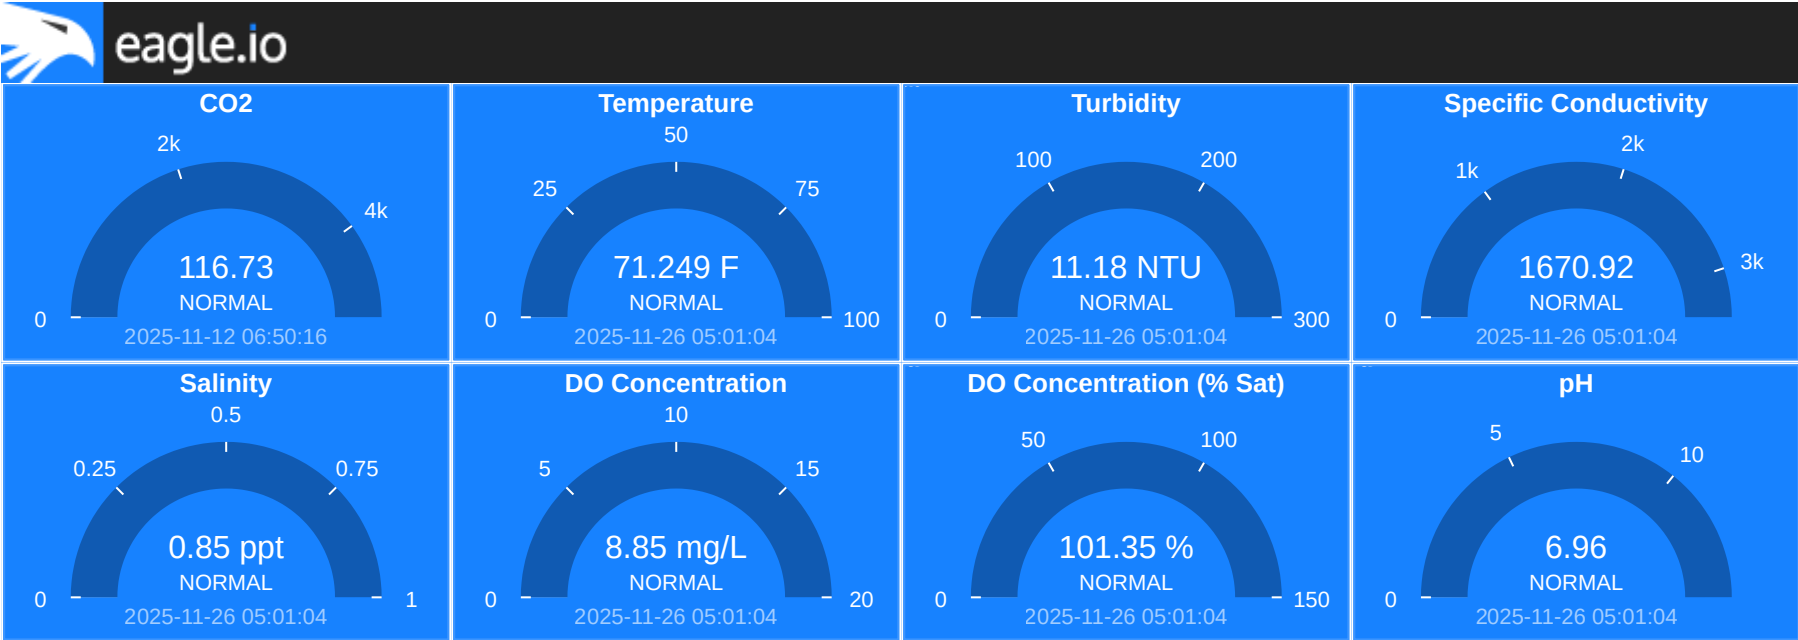 eagle.io
CO2
2k
4k
0
116.73
NORMAL
2025-11-12 06:50:16
Temperature
50
25
75
0
100
71.249 F
NORMAL
2025-11-26 05:01:04
Turbidity
100
200
0
300
11.18 NTU
NORMAL
2025-11-26 05:01:04
Specific Conductivity
2k
1k
3k
0
1670.92
NORMAL
2025-11-26 05:01:04
Salinity
0.5
0.25
0.75
0
1
0.85 ppt
NORMAL
2025-11-26 05:01:04
DO Concentration
10
5
15
0
20
8.85 mg/L
NORMAL
2025-11-26 05:01:04
DO Concentration (% Sat)
50
100
0
150
101.35 %
NORMAL
2025-11-26 05:01:04
pH
5
10
0
6.96
NORMAL
2025-11-26 05:01:04